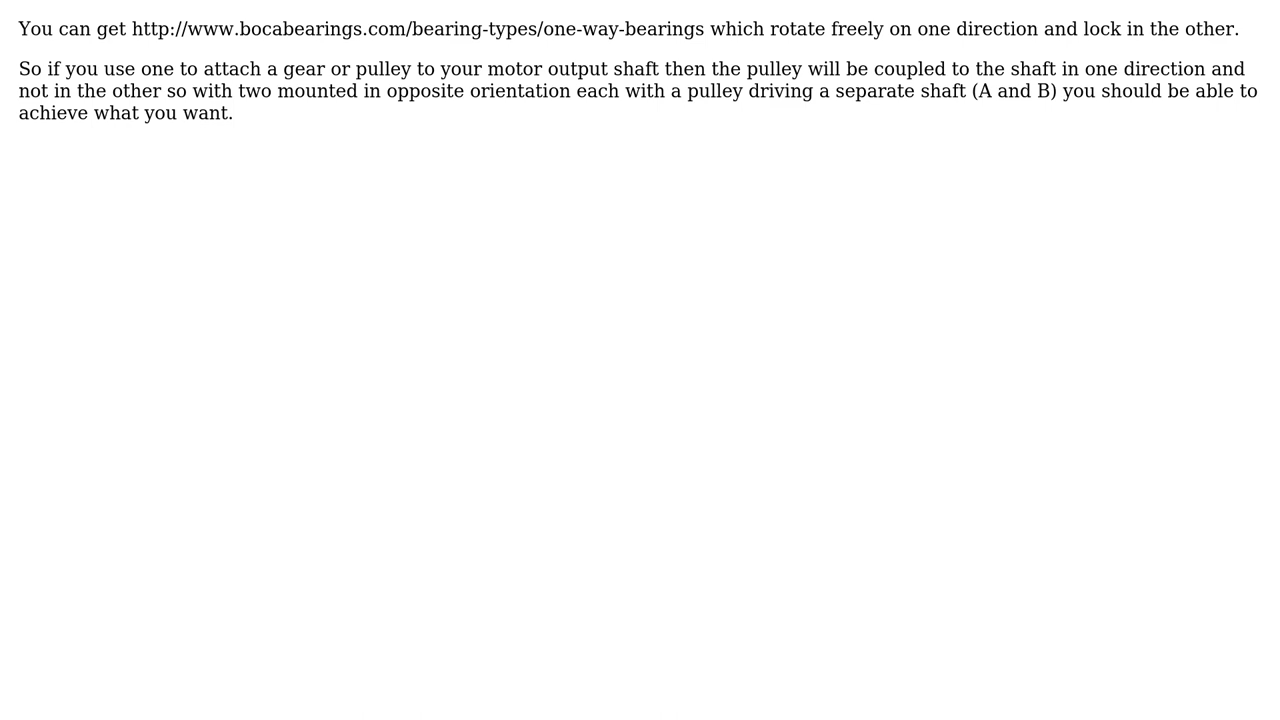 You can get http://www.bocabearings.com/bearing-types/one-way-bearings which rotate freely on one direction and lock in the other.
So if you use one to attach a gear or pulley to your motor output shaft then the pulley will be coupled to the shaft in one direction and
not in the other so with two mounted in opposite orientation each with a pulley driving a separate shaft (A and B) you should be able to
achieve what you want.